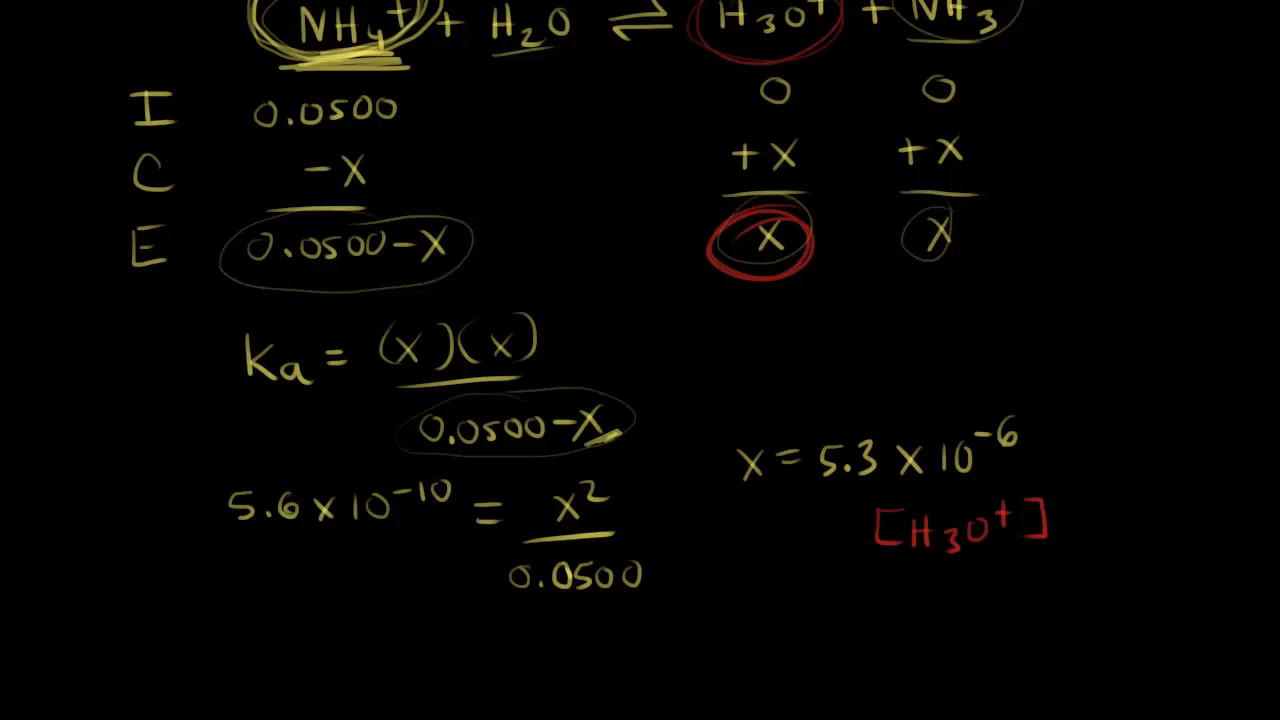 NH₄⁺ + H₂O ⇌ H₃O⁺ + NH₃
I 0.0500 0 0
C -X +X +X
E 0.0500-X X X
Ka = (X)(X)
0.0500-X
X = 5.3 X 10⁻⁶
5.6 x 10⁻¹⁰ = X²
[H₃O⁺]
0.0500